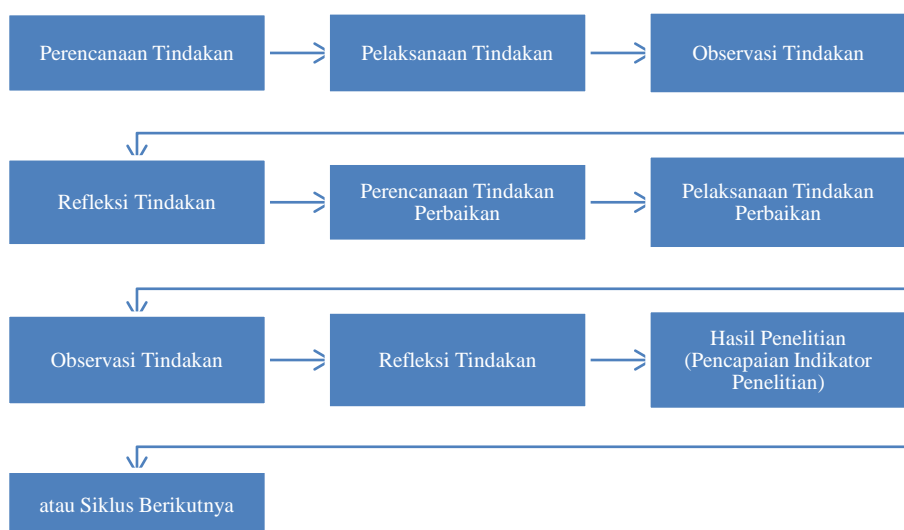 Perencanaan Tindakan
Pelaksanaan Tindakan
Observasi Tindakan
Refleksi Tindakan
Perencanaan Tindakan
Perbaikan
Pelaksanaan Tindakan
Perbaikan
Observasi Tindakan
Refleksi Tindakan
Hasil Penelitian
(Pencapaian Indikator
Penelitian)
atau Siklus Berikutnya